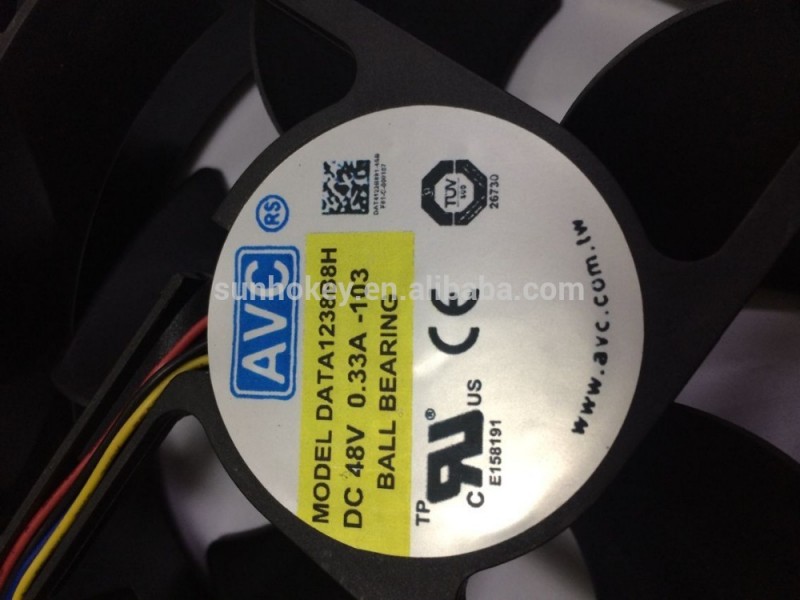 AVC
RS
MODEL DATA1238B8H
DC 48V 0.33A -103
BALL BEARING
TP
C
US
E158191
CE
TÜV
26730
www.avc.com.tw
sunhokey.en.alibaba.com